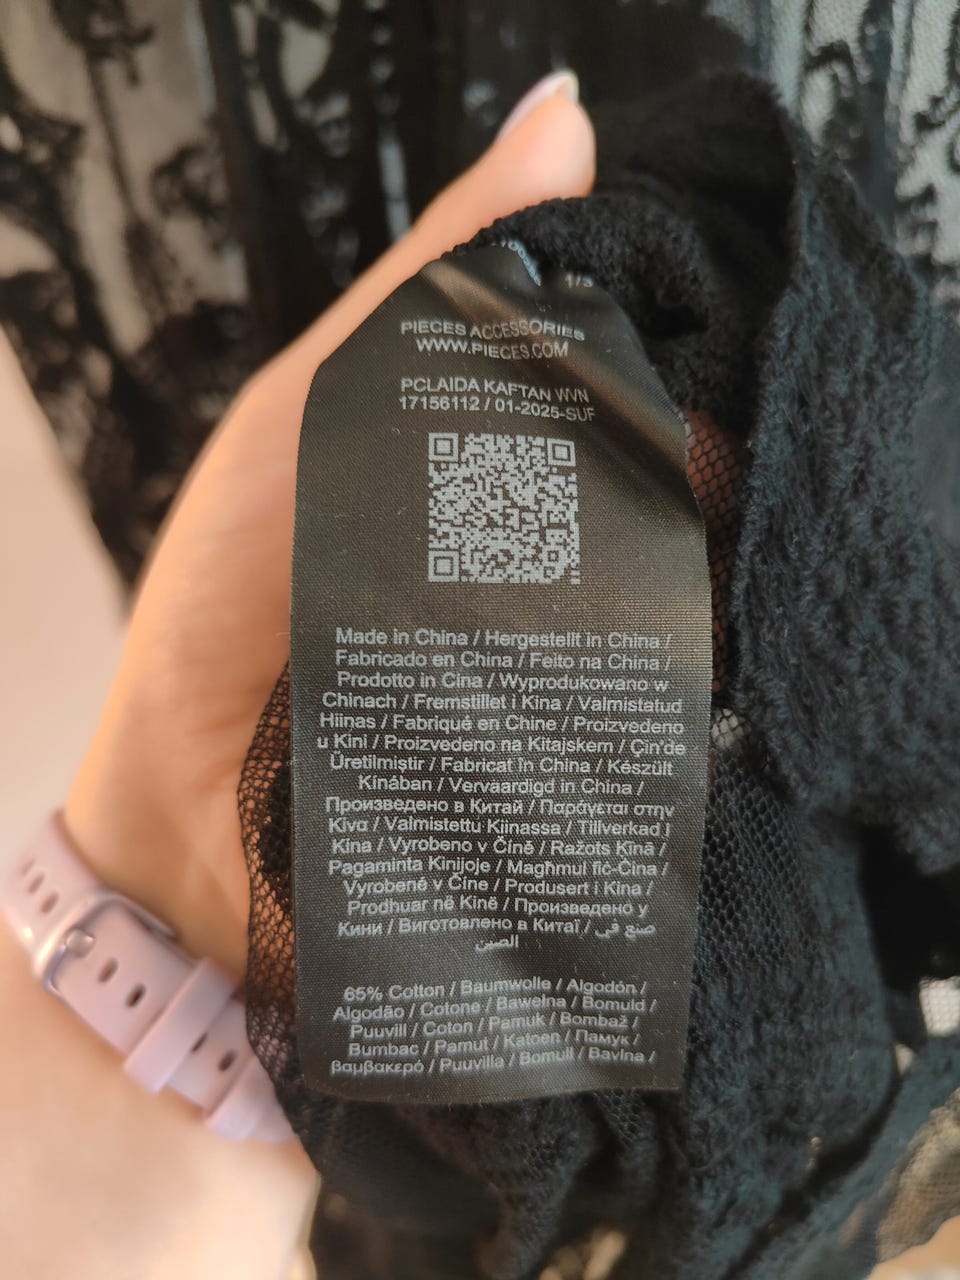 1/3
PIECES ACCESSORIES
WWW.PIECES.COM
PCLAIDA KAFTAN WVN
17156112 / 01-2025-SUF
Made in China / Hergestellt in China /
Fabricado en China / Feito na China /
Prodotto in Cina / Wyprodukowano w
Chinach / Fremstillet i Kina / Valmistatud
Hiinas / Fabriqué en Chine / Proizvedeno
u Kini / Proizvedeno na Kitajskem / Çin'de
Üretilmiştir / Fabricat în China / Készült
Kínában / Vervaardigd in China /
Произведено в Китай / Παράγεται στην
Κίνα / Valmistettu Kiinassa / Tillverkad i
Kina / Vyrobeno v Číně / Ražots Ķīnā /
Pagaminta Kinijoje / Magħmul fiċ-Ċina /
Vyrobené v Číne / Produsert i Kina /
Prodhuar në Kinë / Произведено у
Кини / Виготовлено в Китаї / صنع في
الصين
65% Cotton / Baumwolle / Algodón /
Algodão / Cotone / Bawełna / Bomuld /
Puuvill / Coton / Pamuk / Bombaž /
Bumbac / Pamut / Katoen / Памук /
βαμβακερό / Puuvilla / Bomull / Bavlna /